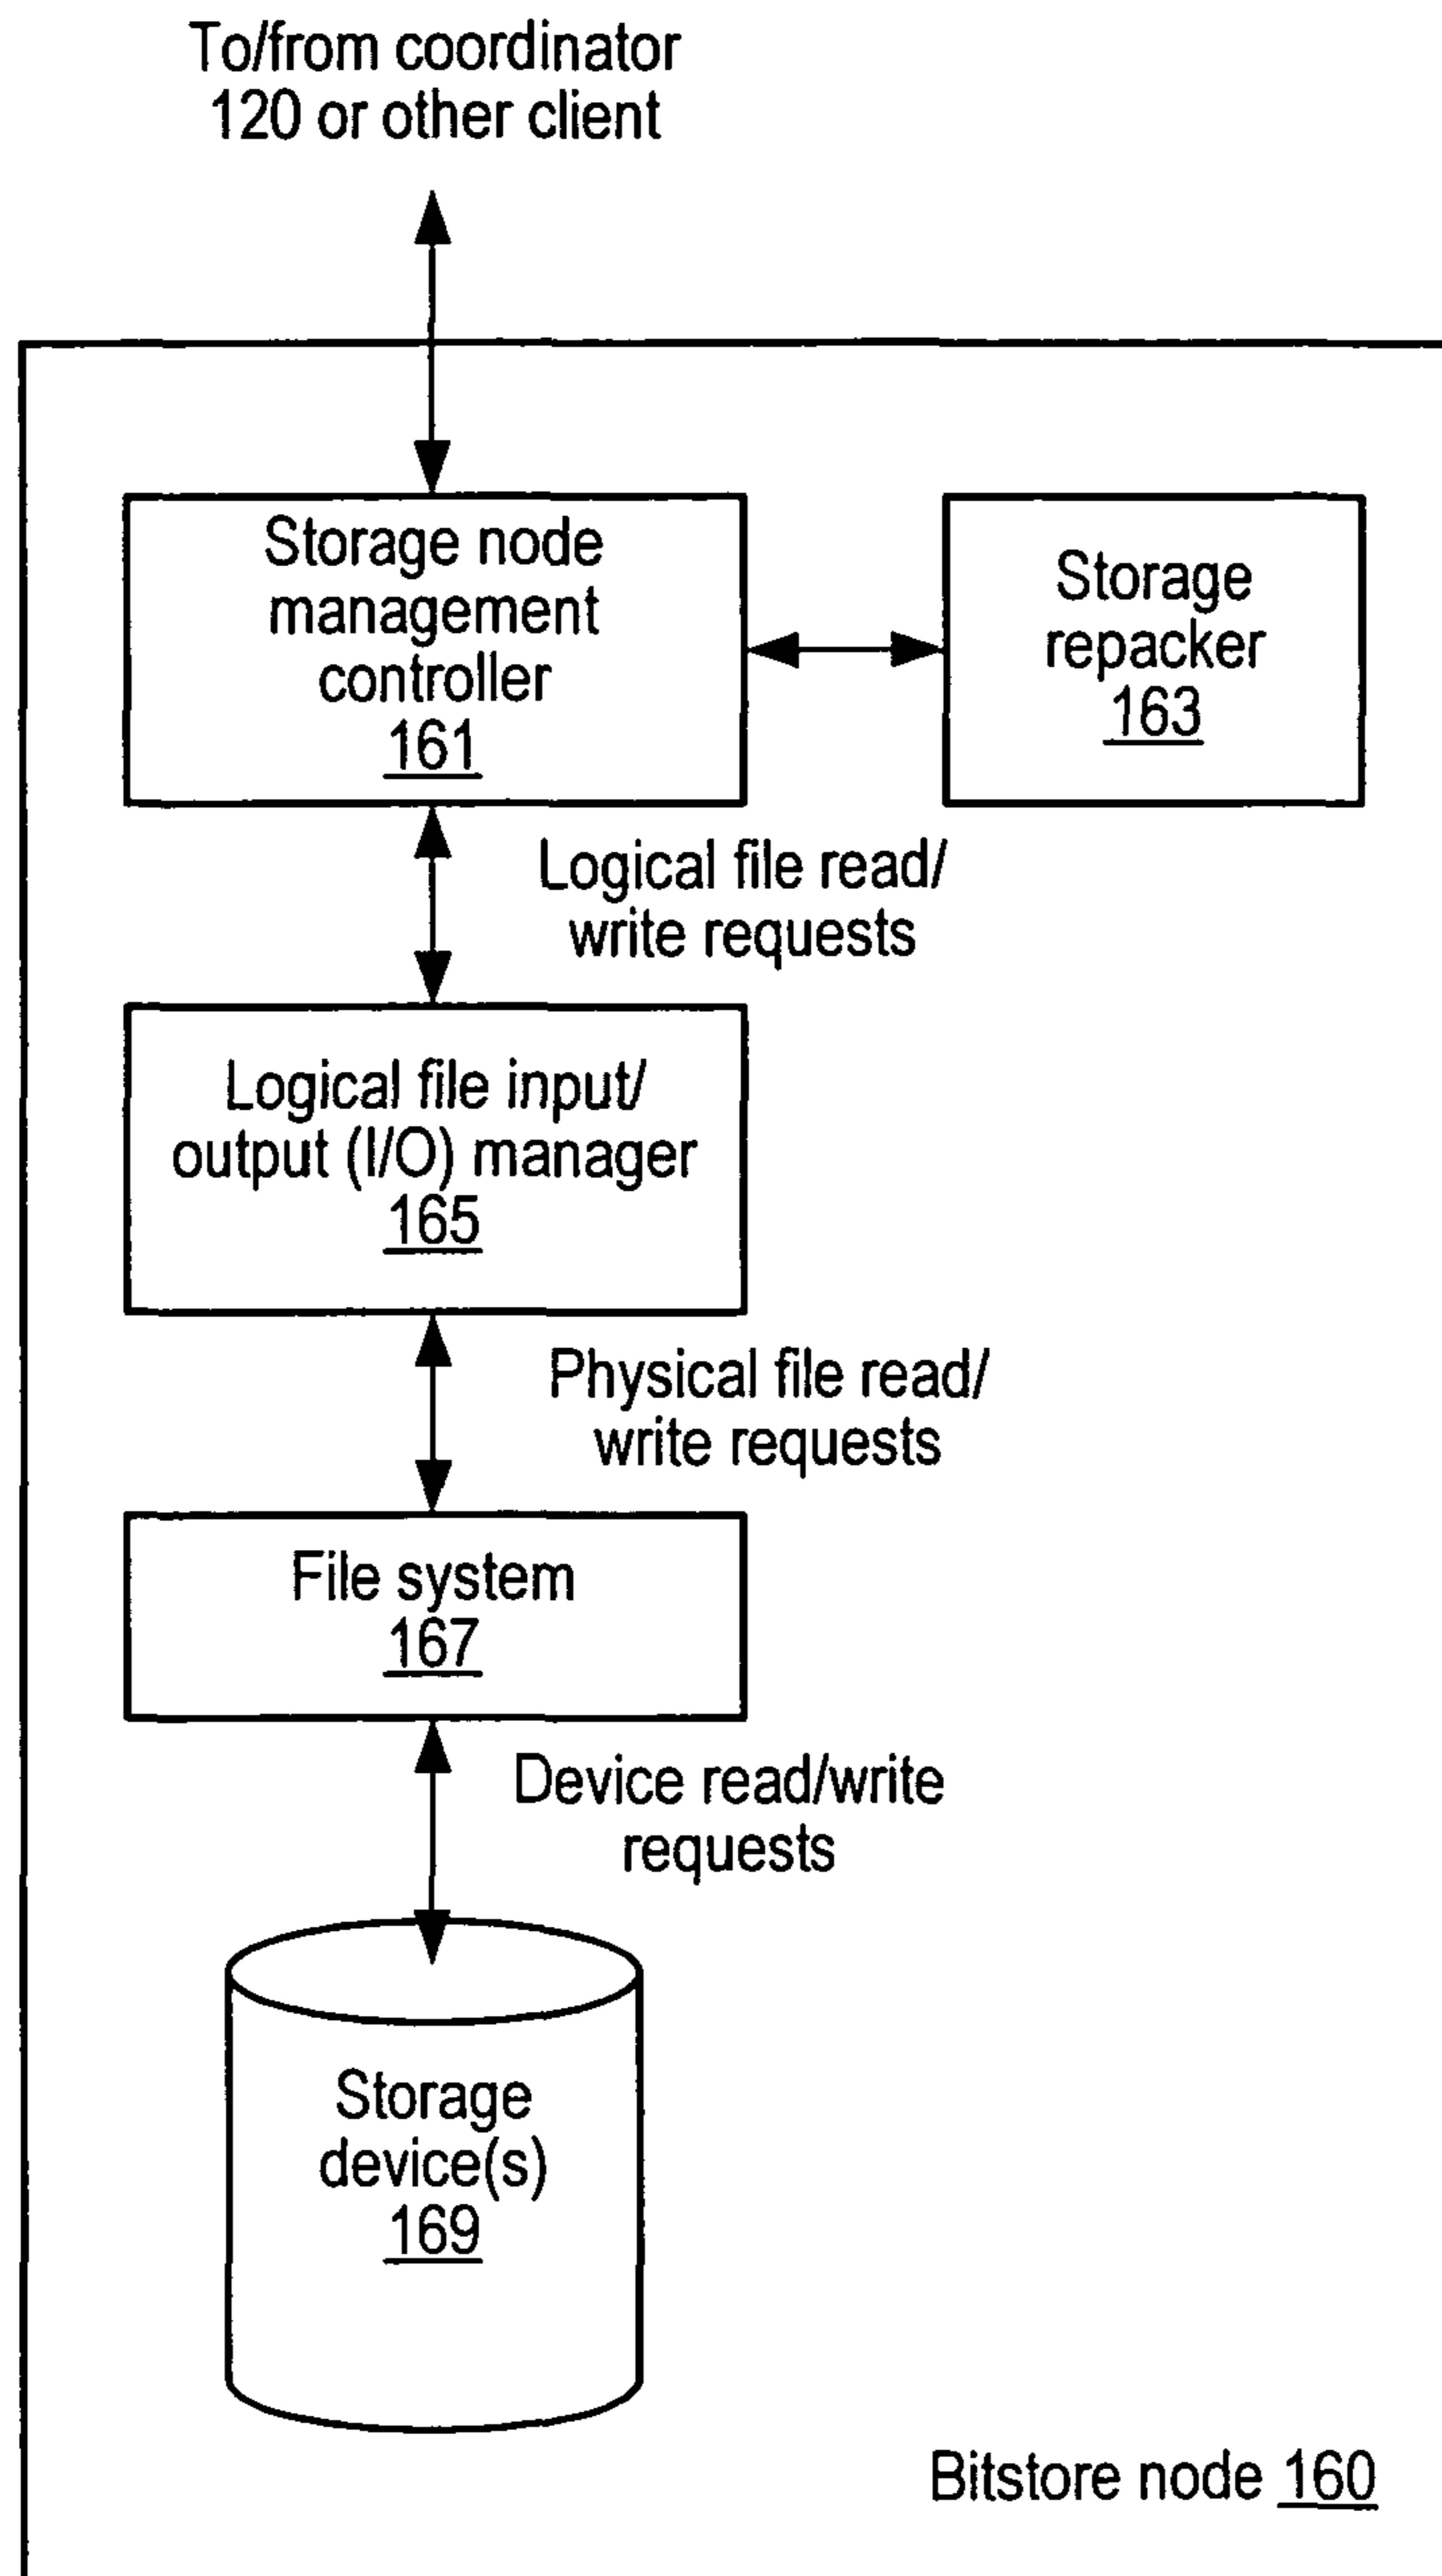 To/from coordinator
120 or other client
Storage node
management
controller
161
Storage
repacker
163
Logical file read/
write requests
Logical file input/
output (I/O) manager
165
Physical file read/
write requests
File system
167
Device read/write
requests
Storage
device(s)
169
Bitstore node 160